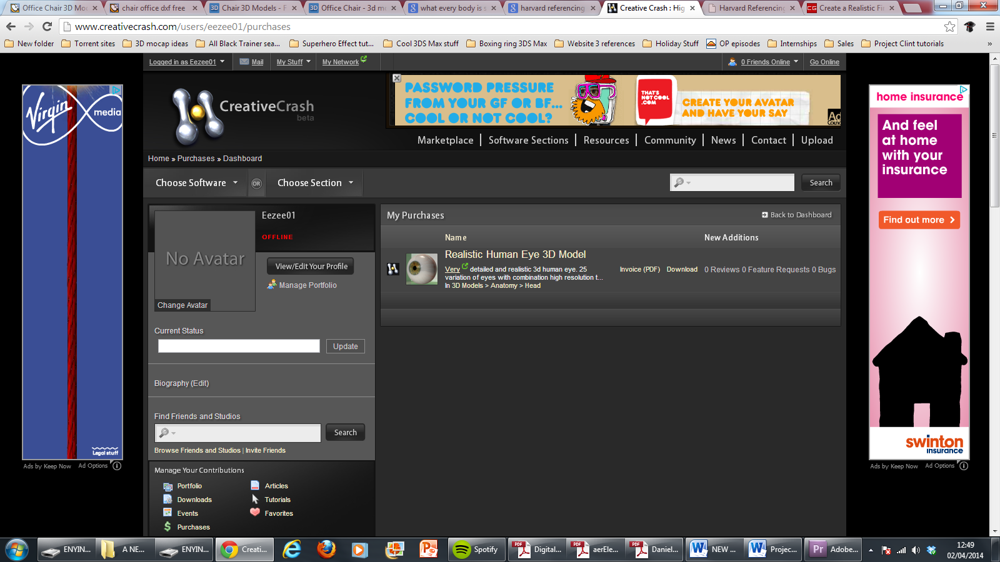 Office Chair 3D Mod
chair office dxf free
Chair 3D Models - F
Office Chair - 3d m
what every body is s
harvard referencing
Creative Crash : Hig
Harvard Referencing
Create a Realistic Fi
www.creativecrash.com/users/eezee01/purchases
New folder
Torrent sites
3D mocap ideas
All Black Trainer sea...
Superhero Effect tut...
Cool 3DS Max stuff
Boxing ring 3DS Max
Website 3 references
Holiday Stuff
OP episodes
Internships
Sales
Project Clint tutorials
»
Logged in as Eezee01
Mail
My Stuff
My Network
0 Friends Online
Go Online
Virgin media
Legal stuff
Ads by Keep Now
Ad Options
CreativeCrash
beta
PASSWORD PRESSURE
FROM YOUR GF OR BF...
COOL OR NOT COOL?
THAT'S
NOT COOL
.COM
CREATE YOUR AVATAR
AND HAVE YOUR SAY
Ad
Council
Marketplace | Software Sections | Resources | Community | News | Contact | Upload
Home » Purchases » Dashboard
Choose Software
OR
Choose Section
Search
No Avatar
Change Avatar
Eezee01
OFFLINE
View/Edit Your Profile
Manage Portfolio
Current Status
Update
Biography (Edit)
Find Friends and Studios
Search
Browse Friends and Studios | Invite Friends
Manage Your Contributions
Portfolio
Articles
Downloads
Tutorials
Events
Favorites
Purchases
My Purchases
Back to Dashboard
Name
New Additions
Realistic Human Eye 3D Model
Very detailed and realistic 3d human eye. 25
variation of eyes with combination high resolution t...
In 3D Models > Anatomy > Head
Invoice (PDF)
Download
0 Reviews 0 Feature Requests 0 Bugs
home insurance
And feel
at home
with your
insurance
Find out more
swinton
insurance
Ads by Keep Now
Ad Options
ENYIN...
A NE...
ENYIN...
Creati...
Spotify
Digital...
aerEle...
Daniel...
NEW ...
Projec...
Adobe...
12:49
02/04/2014